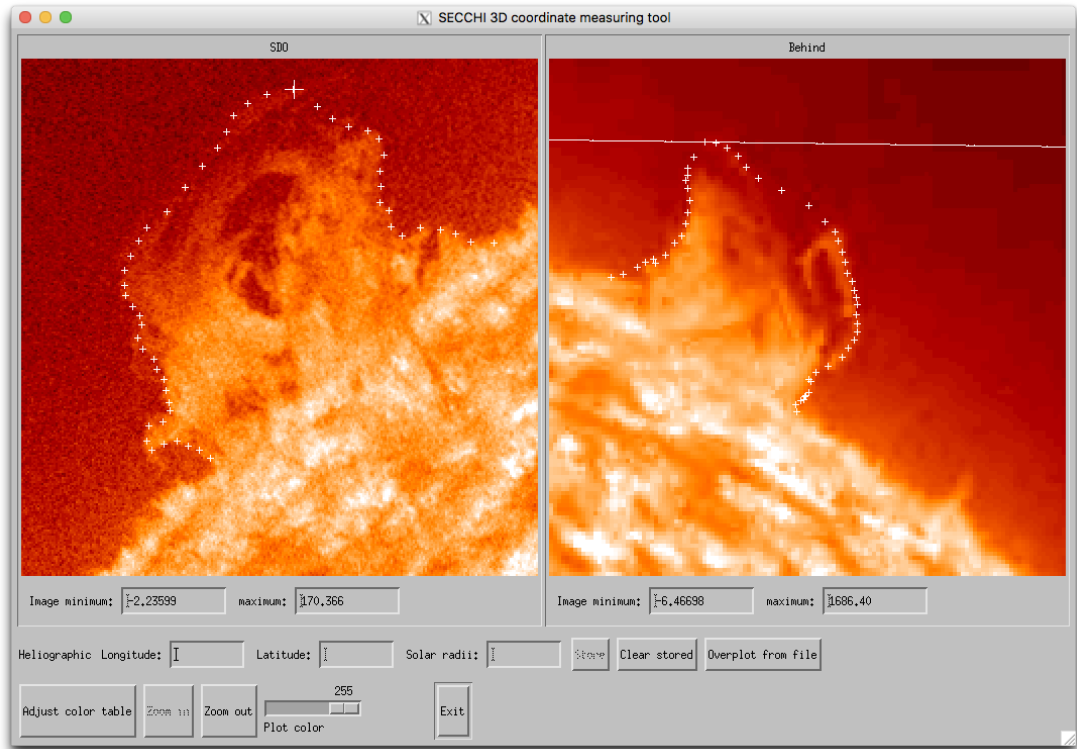 SECCHI 3D coordinate measuring tool
SDO
Behind
Image minimum: -2.23599 maximum: 170.366
Image minimum: -6.46698 maximum: 1686.40
Heliographic Longitude: Latitude: Solar radii: Store Clear stored Overplot from file
255
Adjust color table Zoom in Zoom out Exit
Plot color